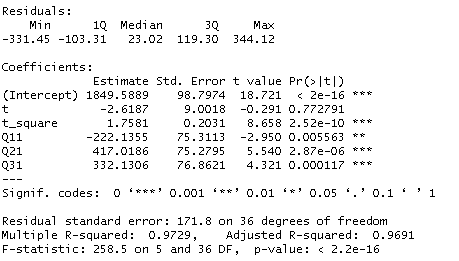 Residuals:
Min 1Q Median 3Q Max
-331.45 -103.31 23.02 119.30 344.12
Coefficients:
Estimate Std. Error t value Pr(>|t|)
(Intercept) 1849.5889 98.7974 18.721 < 2e-16 ***
t -2.6187 9.0018 -0.291 0.772791
t_square 1.7581 0.2031 8.658 2.52e-10 ***
Q11 -222.1355 75.3113 -2.950 0.005563 **
Q21 417.0186 75.2795 5.540 2.87e-06 ***
Q31 332.1306 76.8621 4.321 0.000117 ***
---
Signif. codes: 0 ‘***’ 0.001 ‘**’ 0.01 ‘*’ 0.05 ‘.’ 0.1 ‘ ’ 1
Residual standard error: 171.8 on 36 degrees of freedom
Multiple R-squared: 0.9729, Adjusted R-squared: 0.9691
F-statistic: 258.5 on 5 and 36 DF, p-value: < 2.2e-16